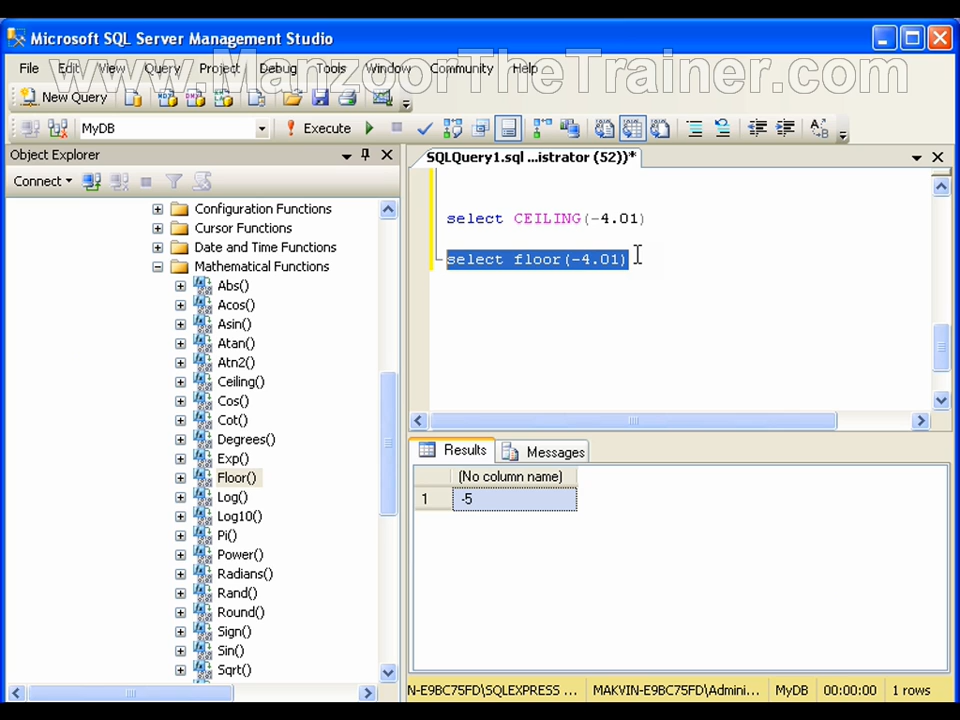 Microsoft SQL Server Management Studio
File Edit View Query Project Debug Tools Window Community Help
www.ManzoorTheTrainer.com
New Query
MyDB
Execute
Object Explorer
SQLQuery1.sql ...istrator (52))*
Connect
Configuration Functions
Cursor Functions
Date and Time Functions
Mathematical Functions
Abs()
Acos()
Asin()
Atan()
Atn2()
Ceiling()
Cos()
Cot()
Degrees()
Exp()
Floor()
Log()
Log10()
Pi()
Power()
Radians()
Rand()
Round()
Sign()
Sin()
Sqrt()
select CEILING(-4.01)
select floor(-4.01)
Results Messages
(No column name)
1 -5
N-E9BC75FD\SQLEXPRESS ... MAKVIN-E9BC75FD\Admini... MyDB 00:00:00 1 rows